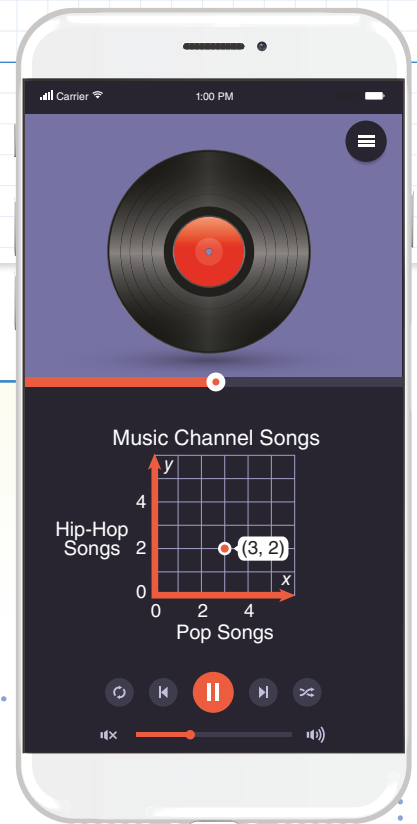 Carrier 1:00 PM
Music Channel Songs
y
4
Hip-Hop
Songs
2
(3, 2)
x
0
0 2 4
Pop Songs